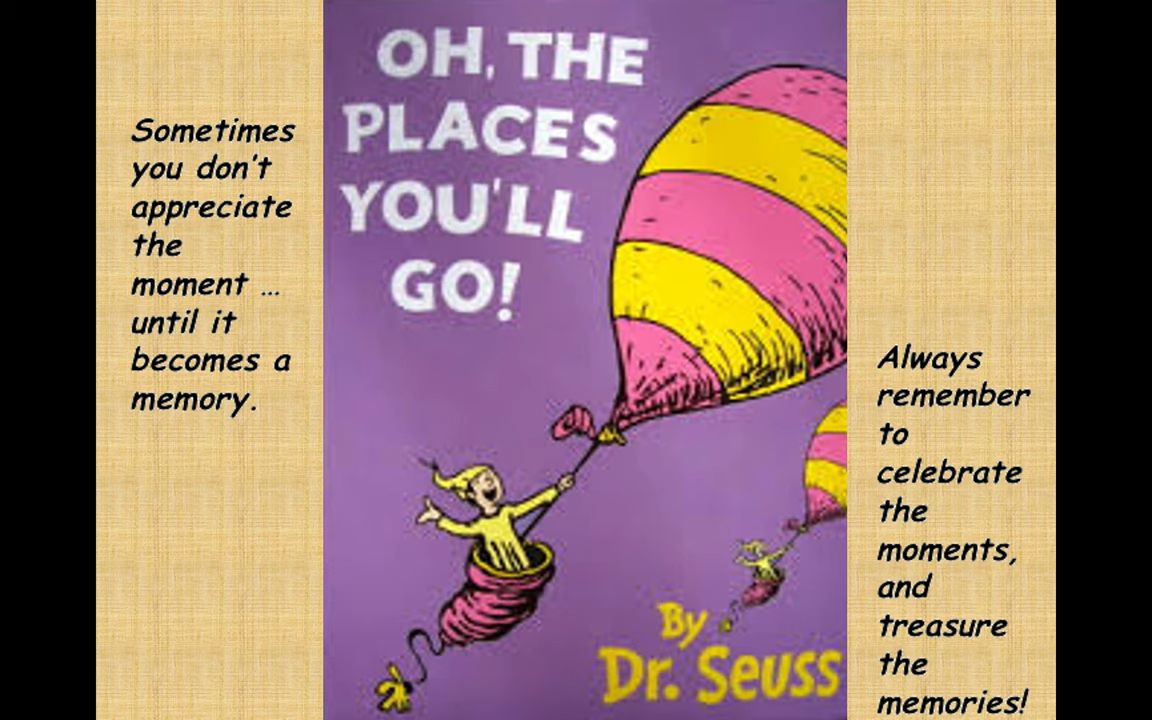 Sometimes
you don't
appreciate
the
moment ...
until it
becomes a
memory.
OH, THE
PLACES
YOU'LL
GO!
By
Dr. Seuss
Always
remember
to
celebrate
the
moments,
and
treasure
the
memories!